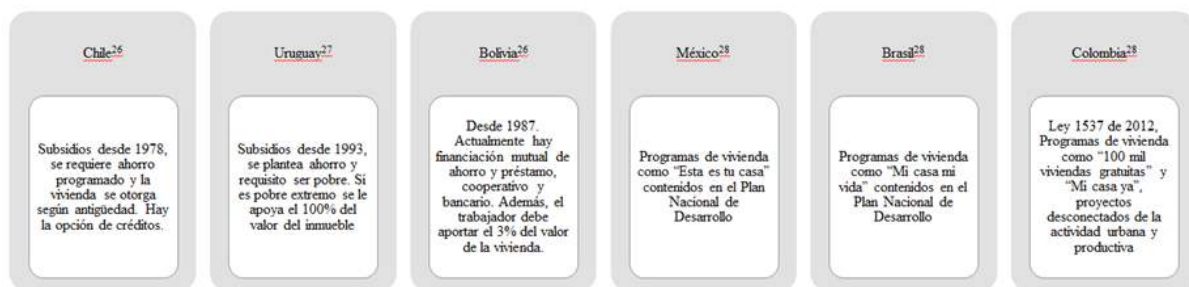 Chile26
Subsidios desde 1978,
se requiere ahorro
programado y la
vivienda se otorga
según antigüedad. Hay
la opción de créditos.
Uruguay27
Subsidios desde 1993,
se plantea ahorro y
requisito ser pobre. Sí
es pobre extremo se le
apoya el 100% del
valor del inmueble
Bolivia26
Desde 1987.
Actualmente hay
financiación mutual de
ahorro y préstamo,
cooperativo y
bancario. Además, el
trabajador debe
aportar el 3% del valor
de la vivienda.
México28
Programas de vivienda
como “Esta es tu casa”
contenidos en el Plan
Nacional de
Desarrollo
Brasil28
Programas de vivienda
como “Mi casa mi
vida” contenidos en el
Plan Nacional de
Desarrollo
Colombia28
Ley 1537 de 2012,
Programas de vivienda
como “100 mil
viviendas gratuitas” y
“Mi casa ya”,
proyectos
desconectados de la
actividad urbana y
productiva